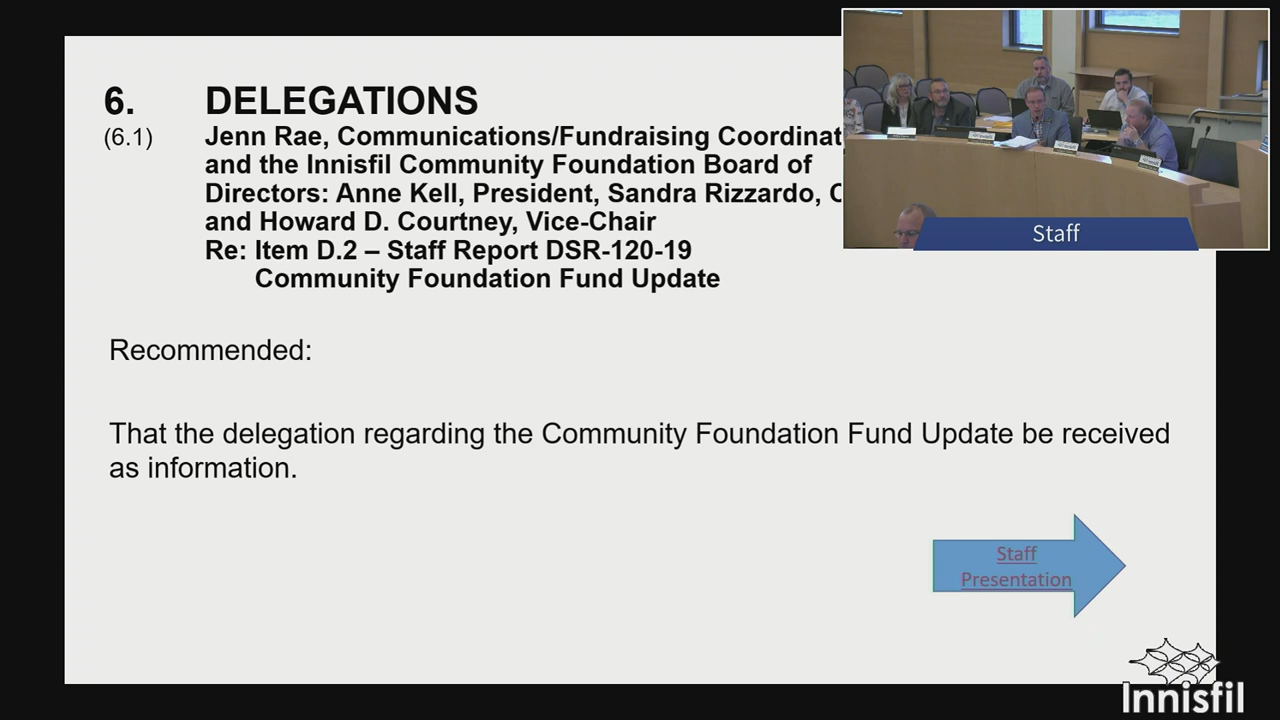 6. DELEGATIONS
(6.1) Jenn Rae, Communications/Fundraising
and the Innisfil Community Foundation Board of
Directors: Anne Kell, President, Sandra Rizzardo,
and Howard D. Courtney, Vice-Chair
Re: Item D.2 – Staff Report DSR-120-19
Community Foundation Fund Update
Staff
Recommended:
That the delegation regarding the Community Foundation Fund Update be received
as information.
Staff
Presentation
Innisfil